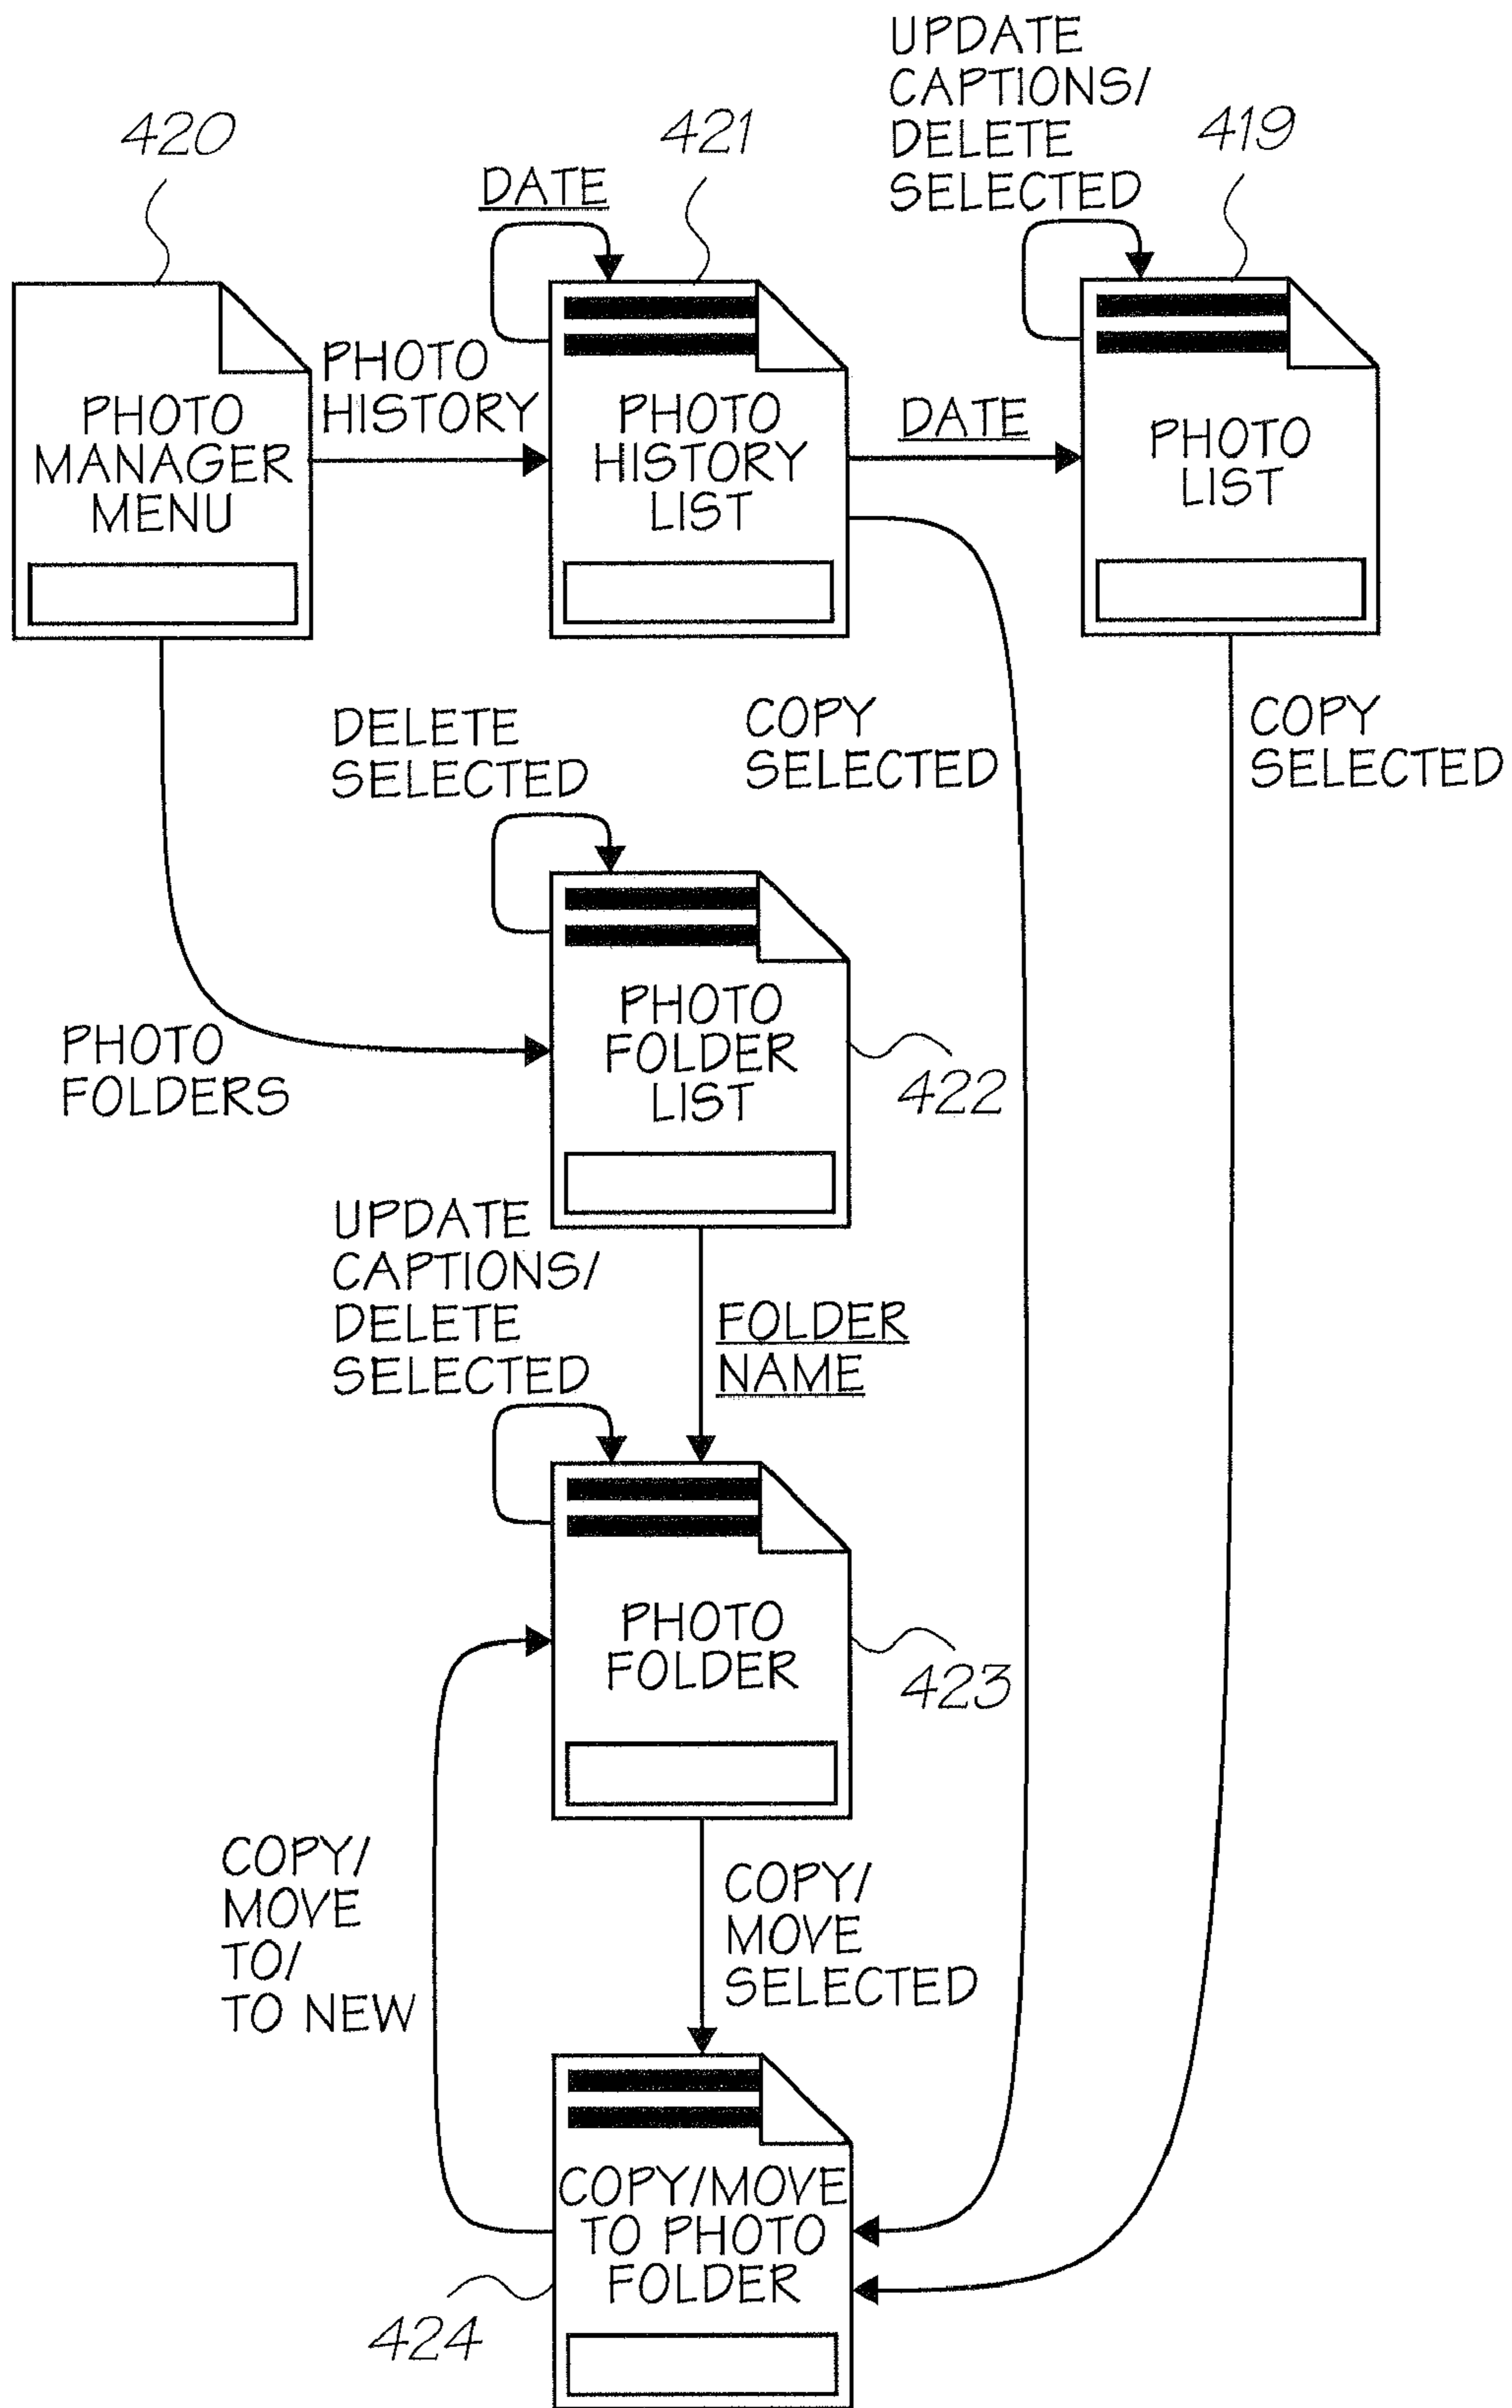 UPDATE
CAPTIONS/
DELETE
SELECTED
420
421
419
DATE
PHOTO
HISTORY
PHOTO
MANAGER
MENU
PHOTO
HISTORY
LIST
DATE
PHOTO
LIST
DELETE
SELECTED
COPY
SELECTED
COPY
SELECTED
PHOTO
FOLDERS
PHOTO
FOLDER
LIST
422
UPDATE
CAPTIONS/
DELETE
SELECTED
FOLDER
NAME
PHOTO
FOLDER
423
COPY/
MOVE
TO/
TO NEW
COPY/
MOVE
SELECTED
COPY/MOVE
TO PHOTO
FOLDER
424